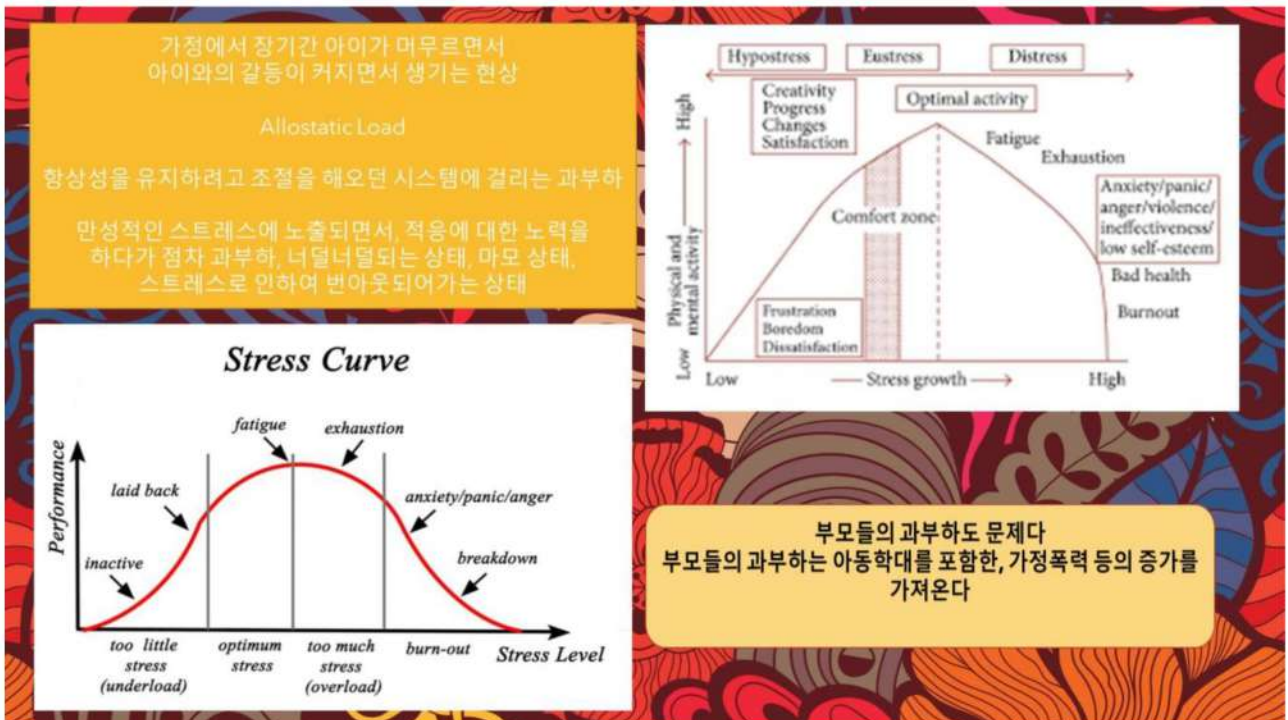 가정에서 장기간 아이가 머무르면서
아이와의 갈등이 커지면서 생기는 현상
Allostatic Load
항상성을 유지하려고 조절을 해오던 시스템에 걸리는 과부하
만성적인 스트레스에 노출되면서, 적응에 대한 노력을
하다가 점차 과부하, 너덜너덜되는 상태, 마모 상태,
스트레스로 인하여 번아웃되어가는 상태
Hypostress
Eustress
Distress
Creativity
Progress
Changes
Satisfaction
Optimal activity
Fatigue
Exhaustion
Anxiety/panic/
anger/violence/
ineffectiveness/
low self-esteem
Bad health
Burnout
Comfort zone
Frustration
Boredom
Dissatisfaction
High
Physical and
mental activity
Low
Low
Stress growth
High
Stress Curve
Performance
inactive
laid back
fatigue
exhaustion
anxiety/panic/anger
breakdown
too little
stress
(underload)
optimum
stress
too much
stress
(overload)
burn-out
Stress Level
부모들의 과부하도 문제다
부모들의 과부하는 아동학대를 포함한, 가정폭력 등의 증가를
가져온다